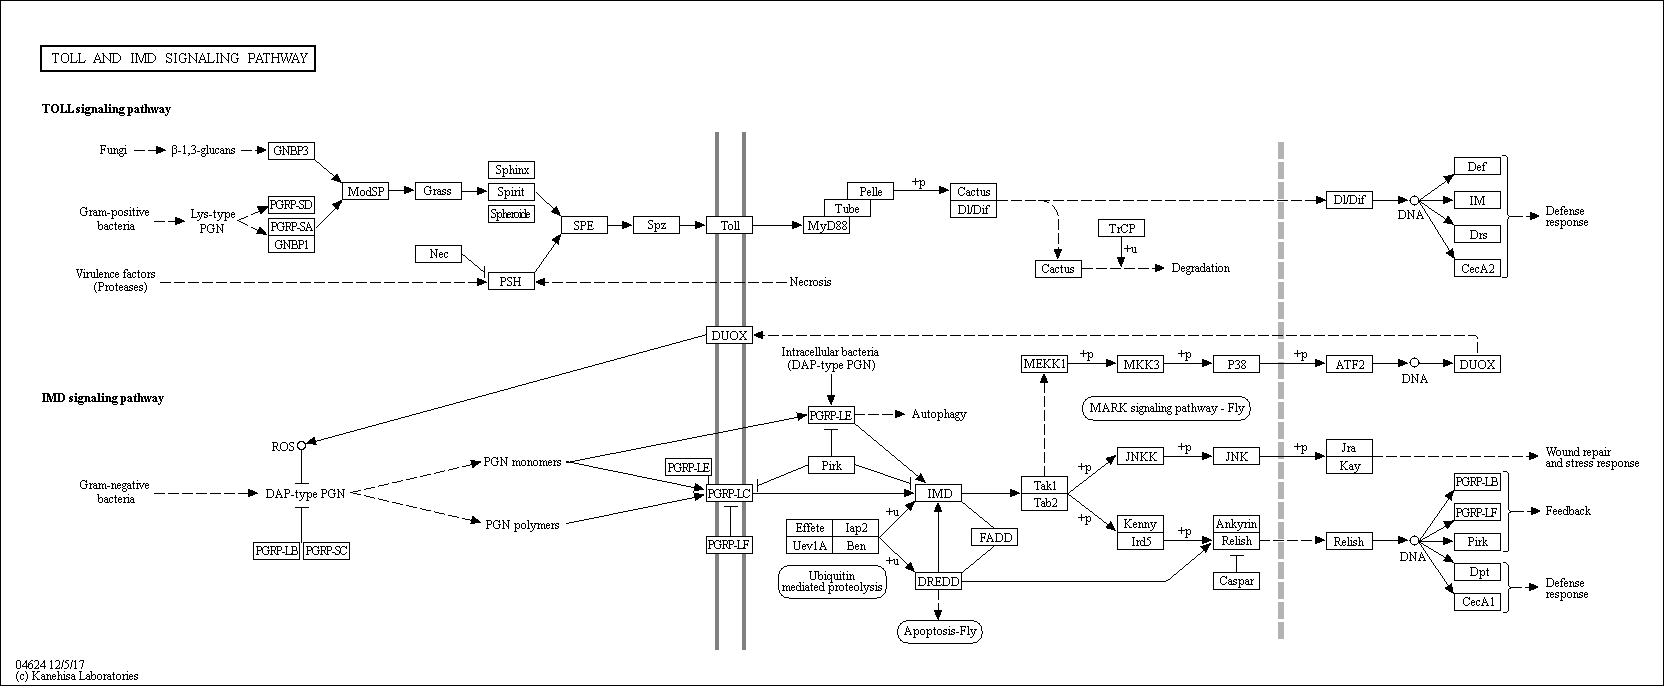 TOLL AND IMD SIGNALING PATHWAY
TOLL signaling pathway
Fungi
β-1,3-glucans
GNBP3
Sphinx
ModSP
Grass
Spirit
Spheroide
Gram-positive
bacteria
Lys-type
PGN
PGRP-SD
PGRP-SA
GNBP1
SPE
Spz
Toll
MyD88
Tube
Pelle
+p
Cactus
Dl/Dif
TrCP
+u
Cactus
Degradation
Dl/Dif
DNA
Def
IM
Drs
CecA2
Defense
response
Nec
Virulence factors
(Proteases)
PSH
Necrosis
DUOX
Intracellular bacteria
(DAP-type PGN)
MEKK1
+p
MKK3
+p
P38
+p
ATF2
DNA
DUOX
IMD signaling pathway
MARK signaling pathway - Fly
PGRP-LE
Autophagy
ROS
PGN monomers
PGRP-LE
Pirk
+p
JNKK
+p
JNK
+p
Jra
Kay
Wound repair
and stress response
Gram-negative
bacteria
DAP-type PGN
PGRP-LC
IMD
Tak1
Tab2
PGN polymers
+p
Kenny
Ird5
+p
Ankyrin
Relish
Relish
DNA
PGRP-LB
PGRP-LF
Pirk
Feedback
Dpt
CecA1
Defense
response
PGRP-LB
PGRP-SC
PGRP-LF
Effete
Iap2
Uev1A
Ben
+u
+u
FADD
DREDD
Caspar
Ubiquitin
mediated proteolysis
Apoptosis-Fly
04624 12/5/17
(c) Kanehisa Laboratories